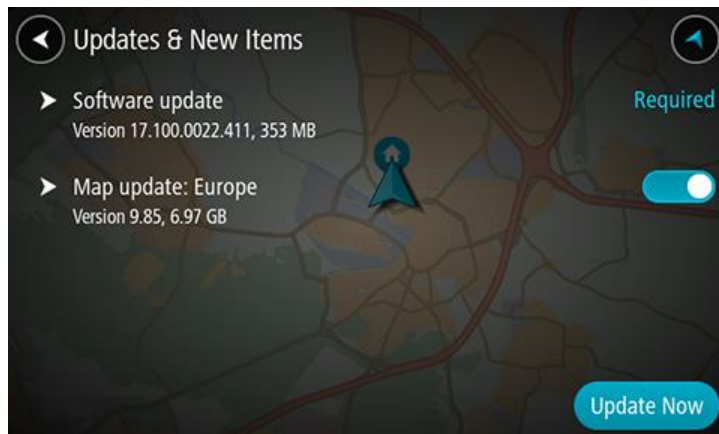 Updates & New Items
Software update
Required
Version 17.100.0022.411, 353 MB
Map update: Europe
Version 9.85, 6.97 GB
Update Now